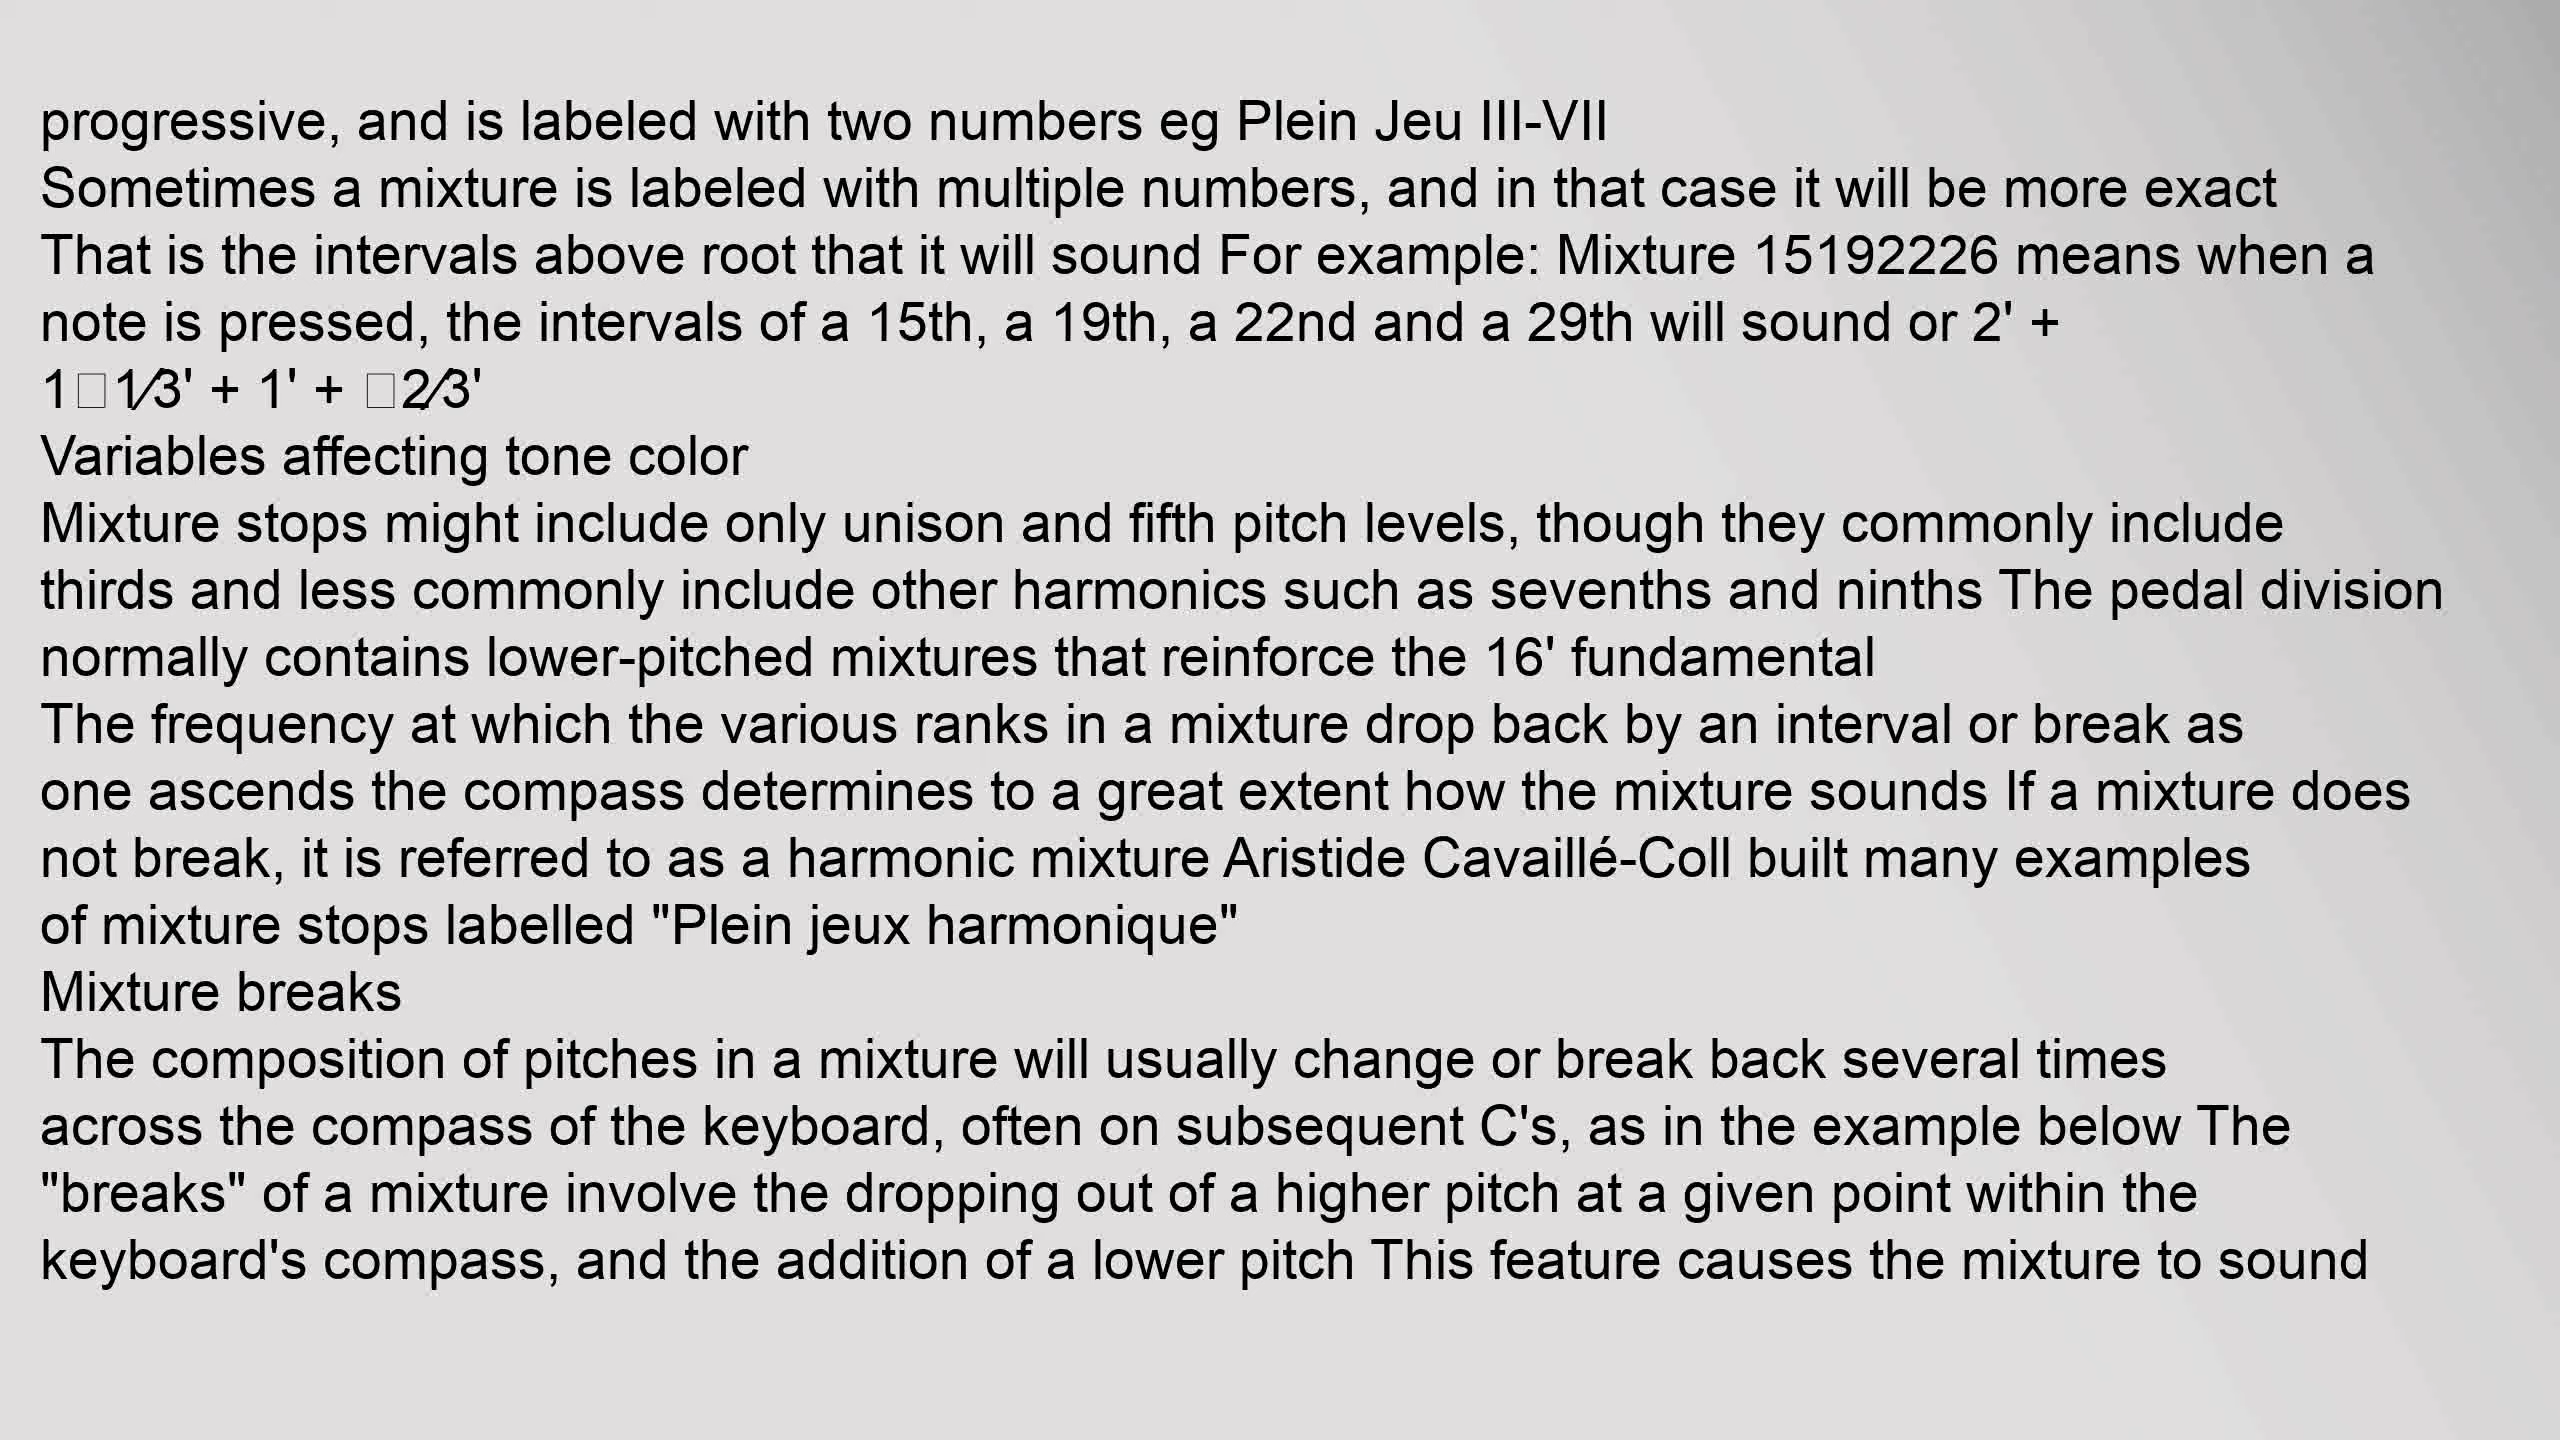 progressive, and is labeled with two numbers eg Plein Jeu III-VII
Sometimes a mixture is labeled with multiple numbers, and in that case it will be more exact
That is the intervals above root that it will sound For example: Mixture 15192226 means when a
note is pressed, the intervals of a 15th, a 19th, a 22nd and a 29th will sound or 2' +
1□1⁄3' + 1' + □2⁄3'
Variables affecting tone color
Mixture stops might include only unison and fifth pitch levels, though they commonly include
thirds and less commonly include other harmonics such as sevenths and ninths The pedal division
normally contains lower-pitched mixtures that reinforce the 16' fundamental
The frequency at which the various ranks in a mixture drop back by an interval or break as
one ascends the compass determines to a great extent how the mixture sounds If a mixture does
not break, it is referred to as a harmonic mixture Aristide Cavaillé-Coll built many examples
of mixture stops labelled "Plein jeux harmonique"
Mixture breaks
The composition of pitches in a mixture will usually change or break back several times
across the compass of the keyboard, often on subsequent C's, as in the example below The
"breaks" of a mixture involve the dropping out of a higher pitch at a given point within the
keyboard's compass, and the addition of a lower pitch This feature causes the mixture to sound